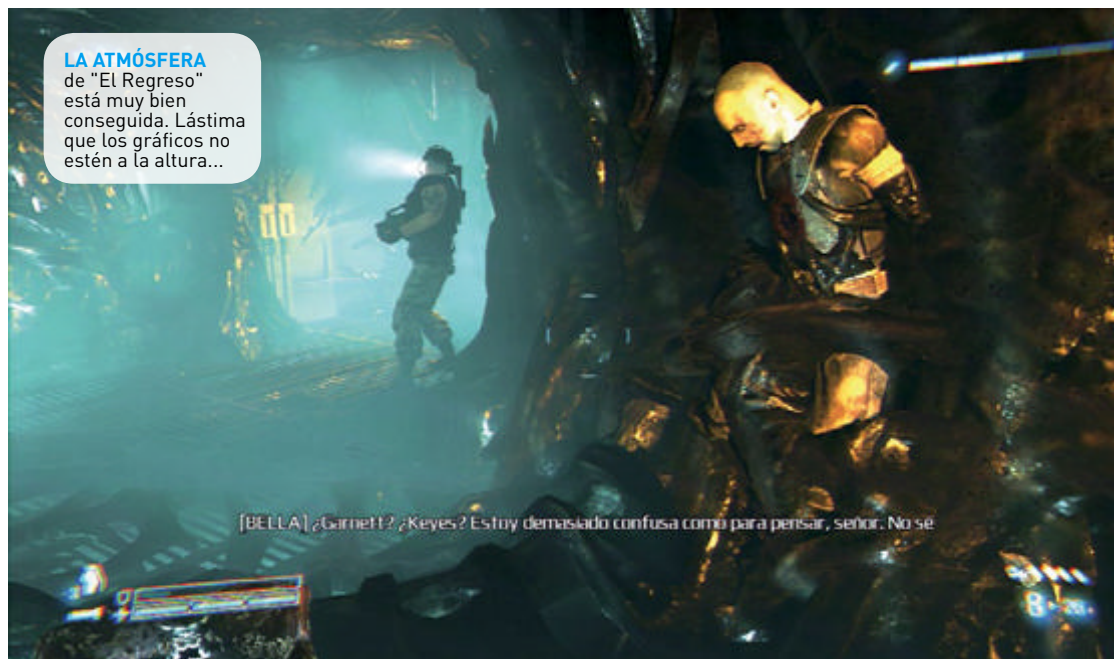 LA ATMÓSFERA
de "El Regreso"
está muy bien
conseguida. Lástima
que los gráficos no
estén a la altura...
[BELLA] ¿Garnett? ¿Keyes? Estoy demasiado confusa como para pensar, señor. No sé
8